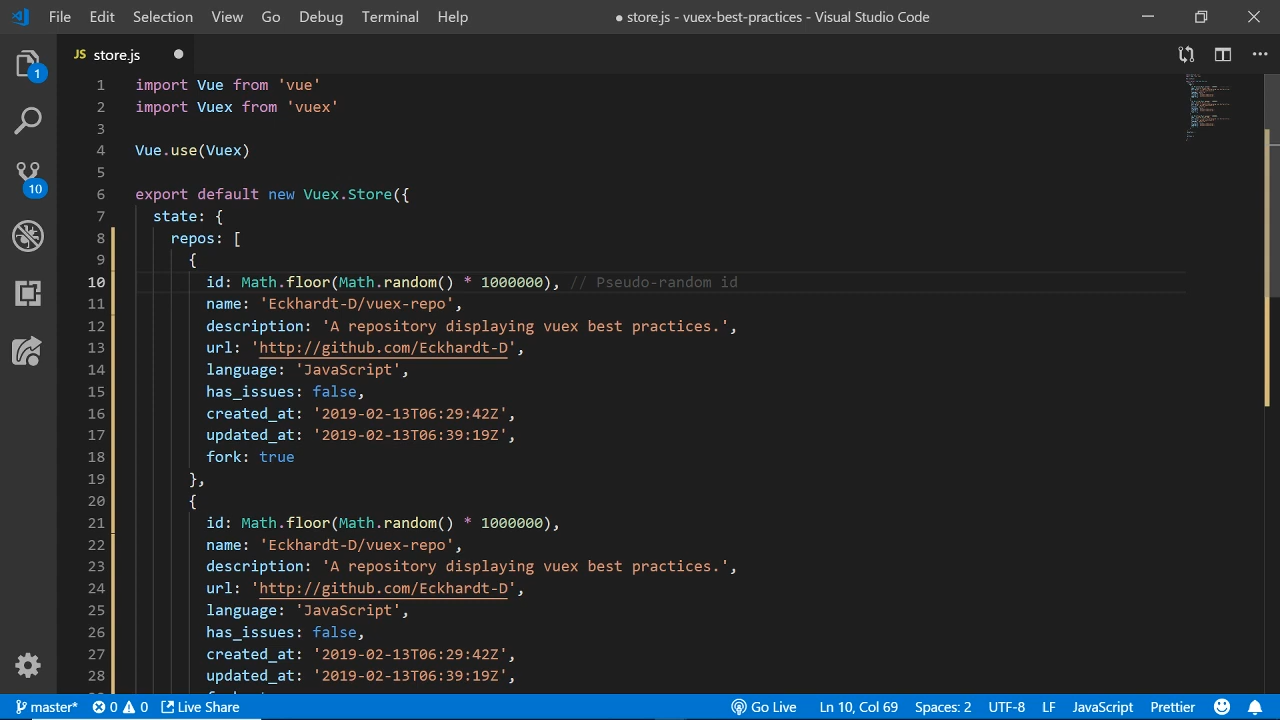 File Edit Selection View Go Debug Terminal Help ● store.js - vuex-best-practices - Visual Studio Code
JS store.js
1 import Vue from 'vue'
2 import Vuex from 'vuex'
3
4 Vue.use(Vuex)
5
6 export default new Vuex.Store({
7 state: {
8 repos: [
9 {
10 id: Math.floor(Math.random() * 1000000), // Pseudo-random id
11 name: 'Eckhardt-D/vuex-repo',
12 description: 'A repository displaying vuex best practices.',
13 url: 'http://github.com/Eckhardt-D',
14 language: 'JavaScript',
15 has_issues: false,
16 created_at: '2019-02-13T06:29:42Z',
17 updated_at: '2019-02-13T06:39:19Z',
18 fork: true
19 },
20 {
21 id: Math.floor(Math.random() * 1000000),
22 name: 'Eckhardt-D/vuex-repo',
23 description: 'A repository displaying vuex best practices.',
24 url: 'http://github.com/Eckhardt-D',
25 language: 'JavaScript',
26 has_issues: false,
27 created_at: '2019-02-13T06:29:42Z',
28 updated_at: '2019-02-13T06:39:19Z',
1
10
master* 0 0 Live Share Go Live Ln 10, Col 69 Spaces: 2 UTF-8 LF JavaScript Prettier